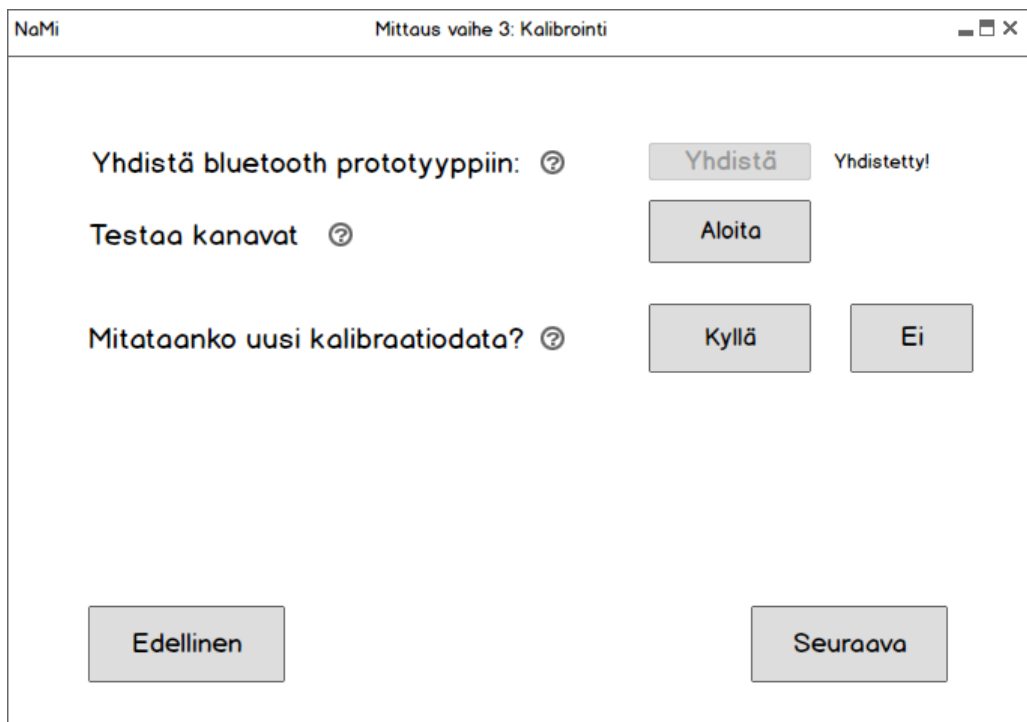 NaMi Mittaus vaihe 3: Kalibrointi
Yhdistä bluetooth prototyyppiin: ? Yhdistä Yhdistetty!
Testaa kanavat ? Aloita
Mitataanko uusi kalibraatiodata? ? Kyllä Ei
Edellinen Seuraava